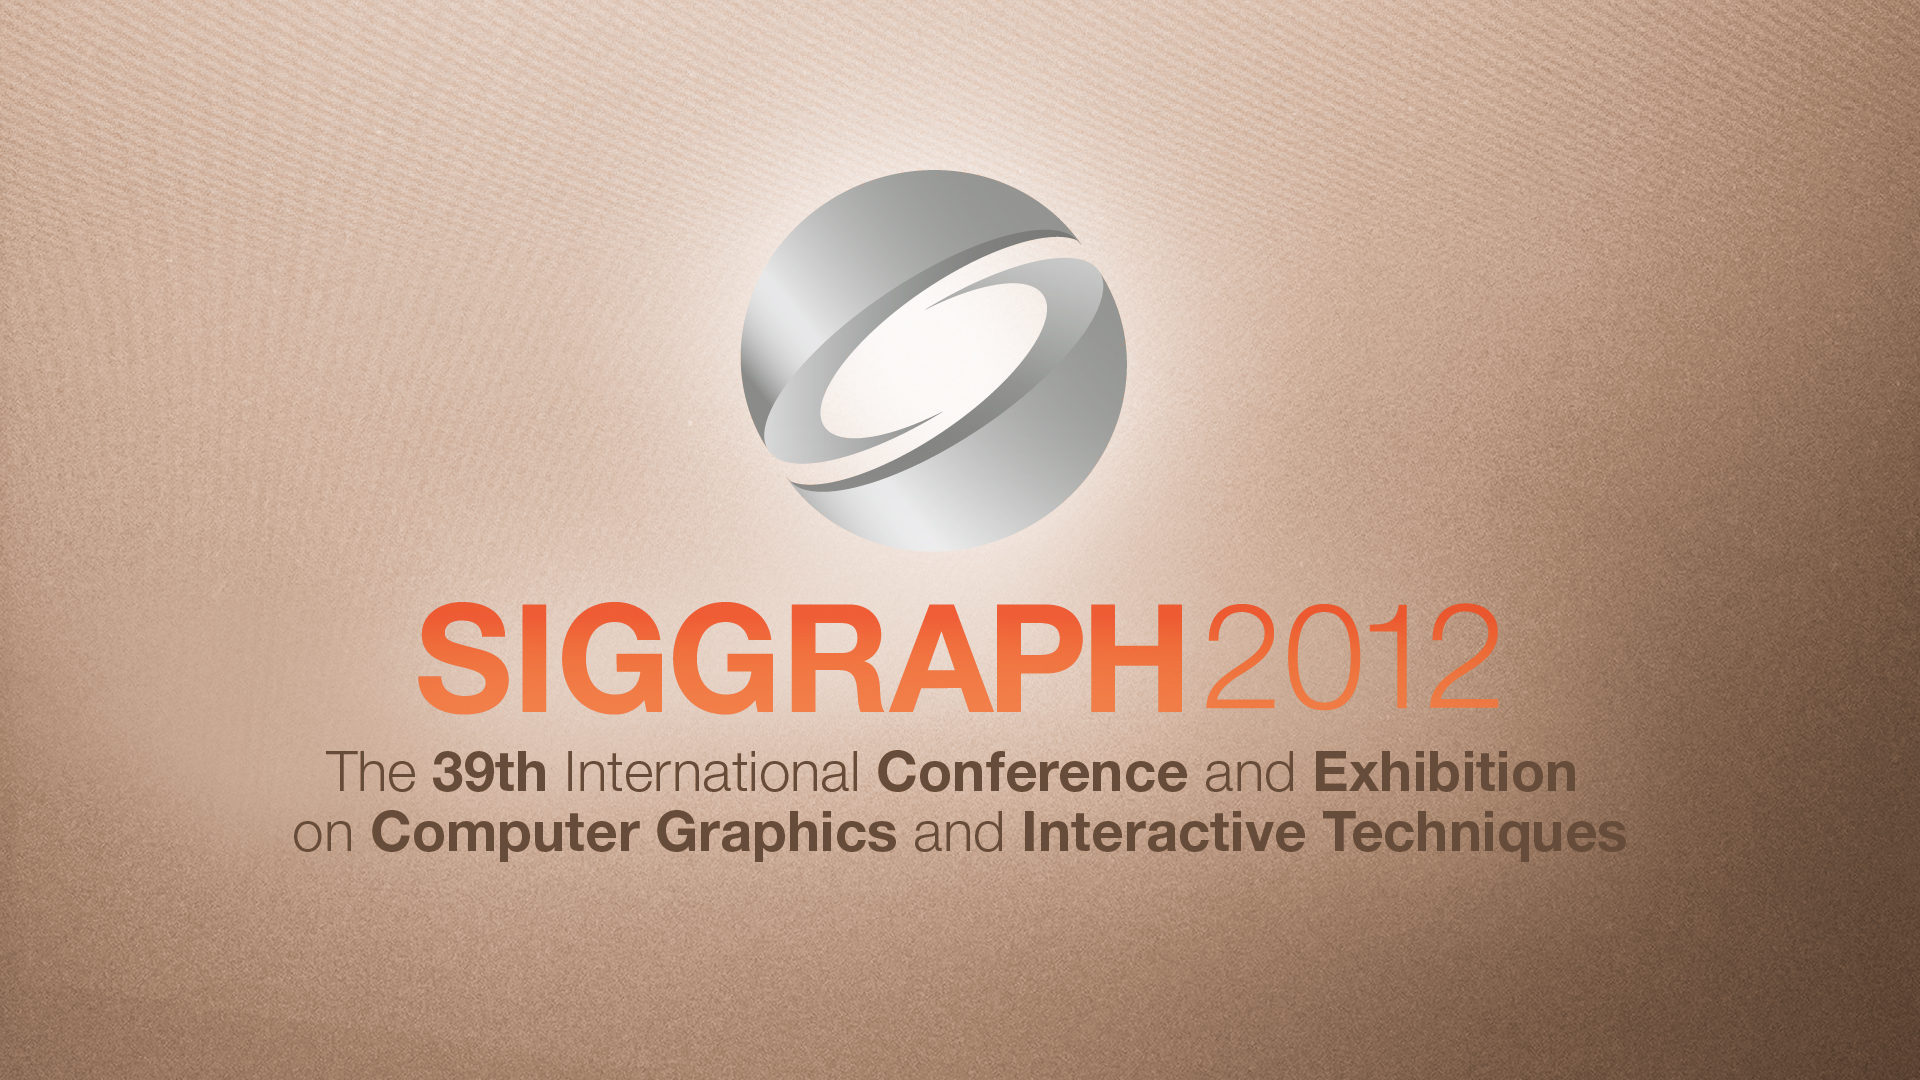 SIGGRAPH2012
The 39th International Conference and Exhibition
on Computer Graphics and Interactive Techniques